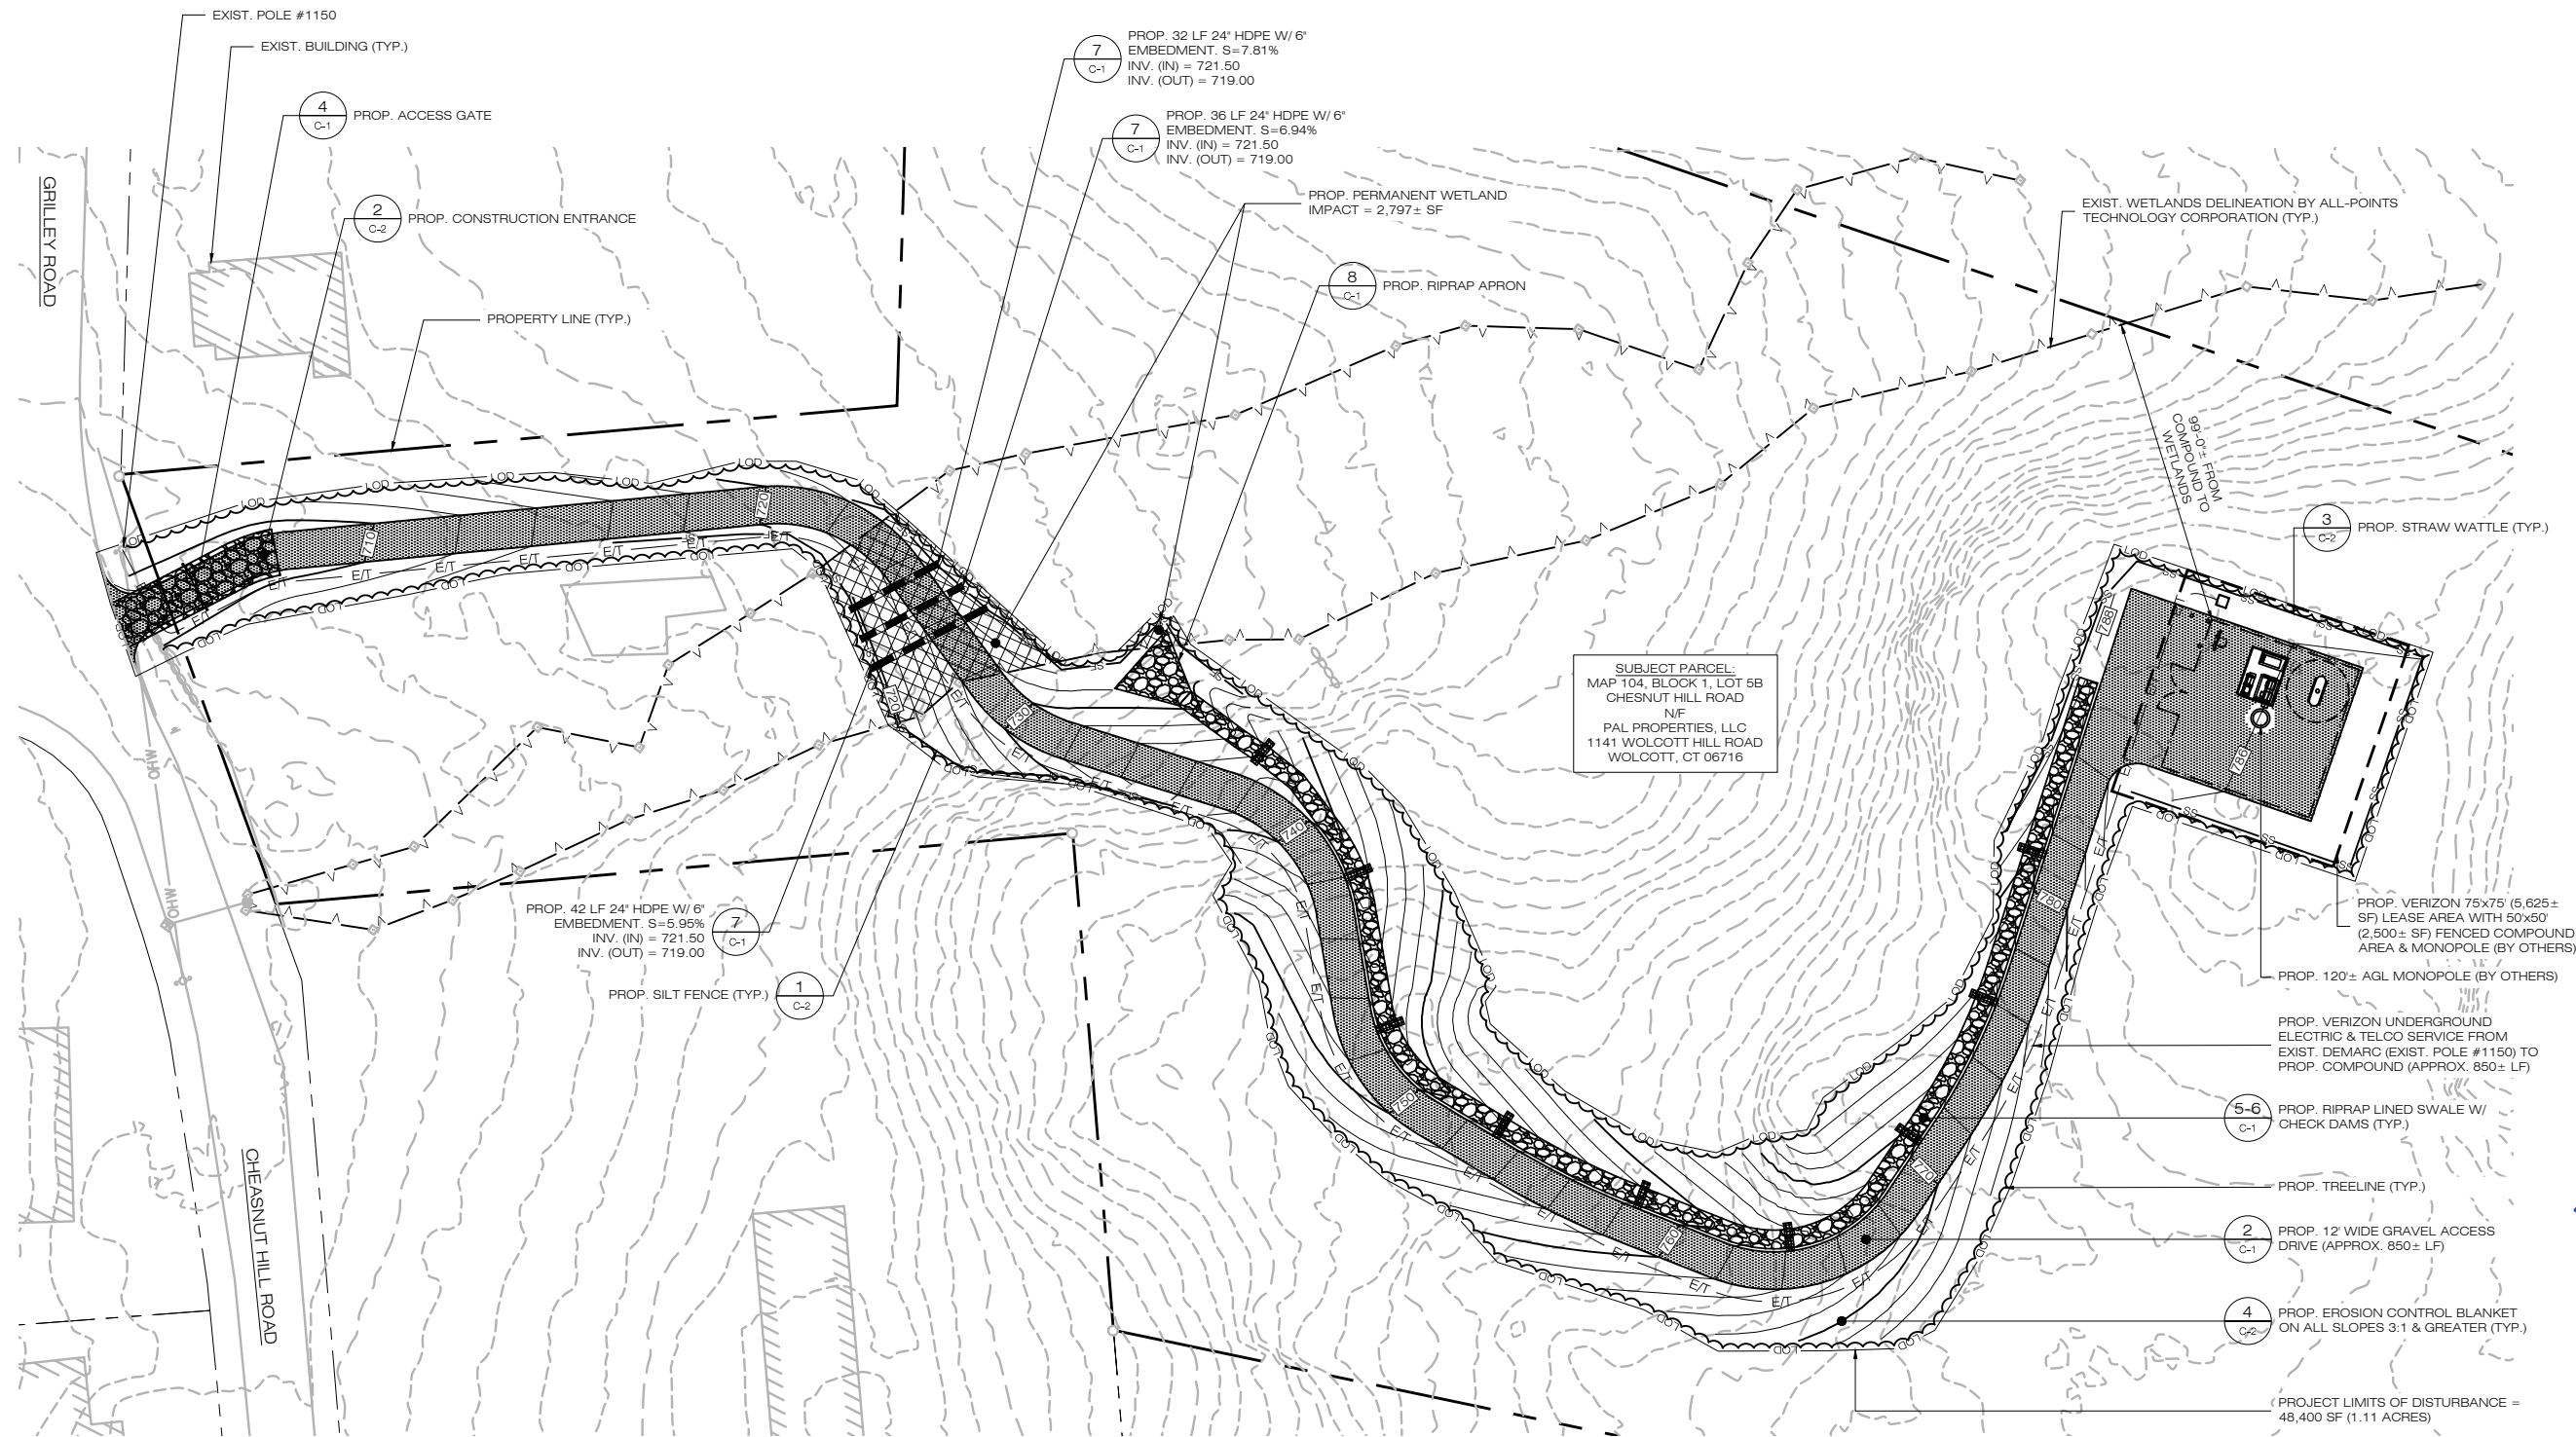 EXIST. POLE #1150
EXIST. BUILDING (TYP.)
4
C-1
PROP. ACCESS GATE
2
C-2
PROP. CONSTRUCTION ENTRANCE
PROPERTY LINE (TYP.)
GRILLEY ROAD
7
C-1
PROP. 32 LF 24" HDPE W/ 6"
EMBEDMENT. S=7.81%
INV. (IN) = 721.50
INV. (OUT) = 719.00
7
C-1
PROP. 36 LF 24" HDPE W/ 6"
EMBEDMENT. S=6.94%
INV. (IN) = 721.50
INV. (OUT) = 719.00
PROP. PERMANENT WETLAND
IMPACT = 2,797± SF
8
C-1
PROP. RIPRAP APRON
EXIST. WETLANDS DELINEATION BY ALL-POINTS
TECHNOLOGY CORPORATION (TYP.)
99'-0"± FROM
COMPOUND TO
WETLANDS
3
C-2
PROP. STRAW WATTLE (TYP.)
SUBJECT PARCEL:
MAP 104, BLOCK 1, LOT 5B
CHESNUT HILL ROAD
N/F
PAL PROPERTIES, LLC
1141 WOLCOTT HILL ROAD
WOLCOTT, CT 06716
710
720
720
730
740
750
760
770
780
788
786
PROP. 42 LF 24" HDPE W/ 6"
EMBEDMENT. S=5.95%
INV. (IN) = 721.50
INV. (OUT) = 719.00
7
C-1
PROP. SILT FENCE (TYP.)
1
C-2
OHW
OHW
CHEASNUT HILL ROAD
PROP. VERIZON 75'x75' (5,625±
SF) LEASE AREA WITH 50'x50'
(2,500± SF) FENCED COMPOUND
AREA & MONOPOLE (BY OTHERS)
PROP. 120'± AGL MONOPOLE (BY OTHERS)
PROP. VERIZON UNDERGROUND
ELECTRIC & TELCO SERVICE FROM
EXIST. DEMARC (EXIST. POLE #1150) TO
PROP. COMPOUND (APPROX. 850± LF)
5-6
C-1
PROP. RIPRAP LINED SWALE W/
CHECK DAMS (TYP.)
PROP. TREELINE (TYP.)
2
C-1
PROP. 12' WIDE GRAVEL ACCESS
DRIVE (APPROX. 850± LF)
4
C-2
PROP. EROSION CONTROL BLANKET
ON ALL SLOPES 3:1 & GREATER (TYP.)
PROJECT LIMITS OF DISTURBANCE =
48,400 SF (1.11 ACRES)